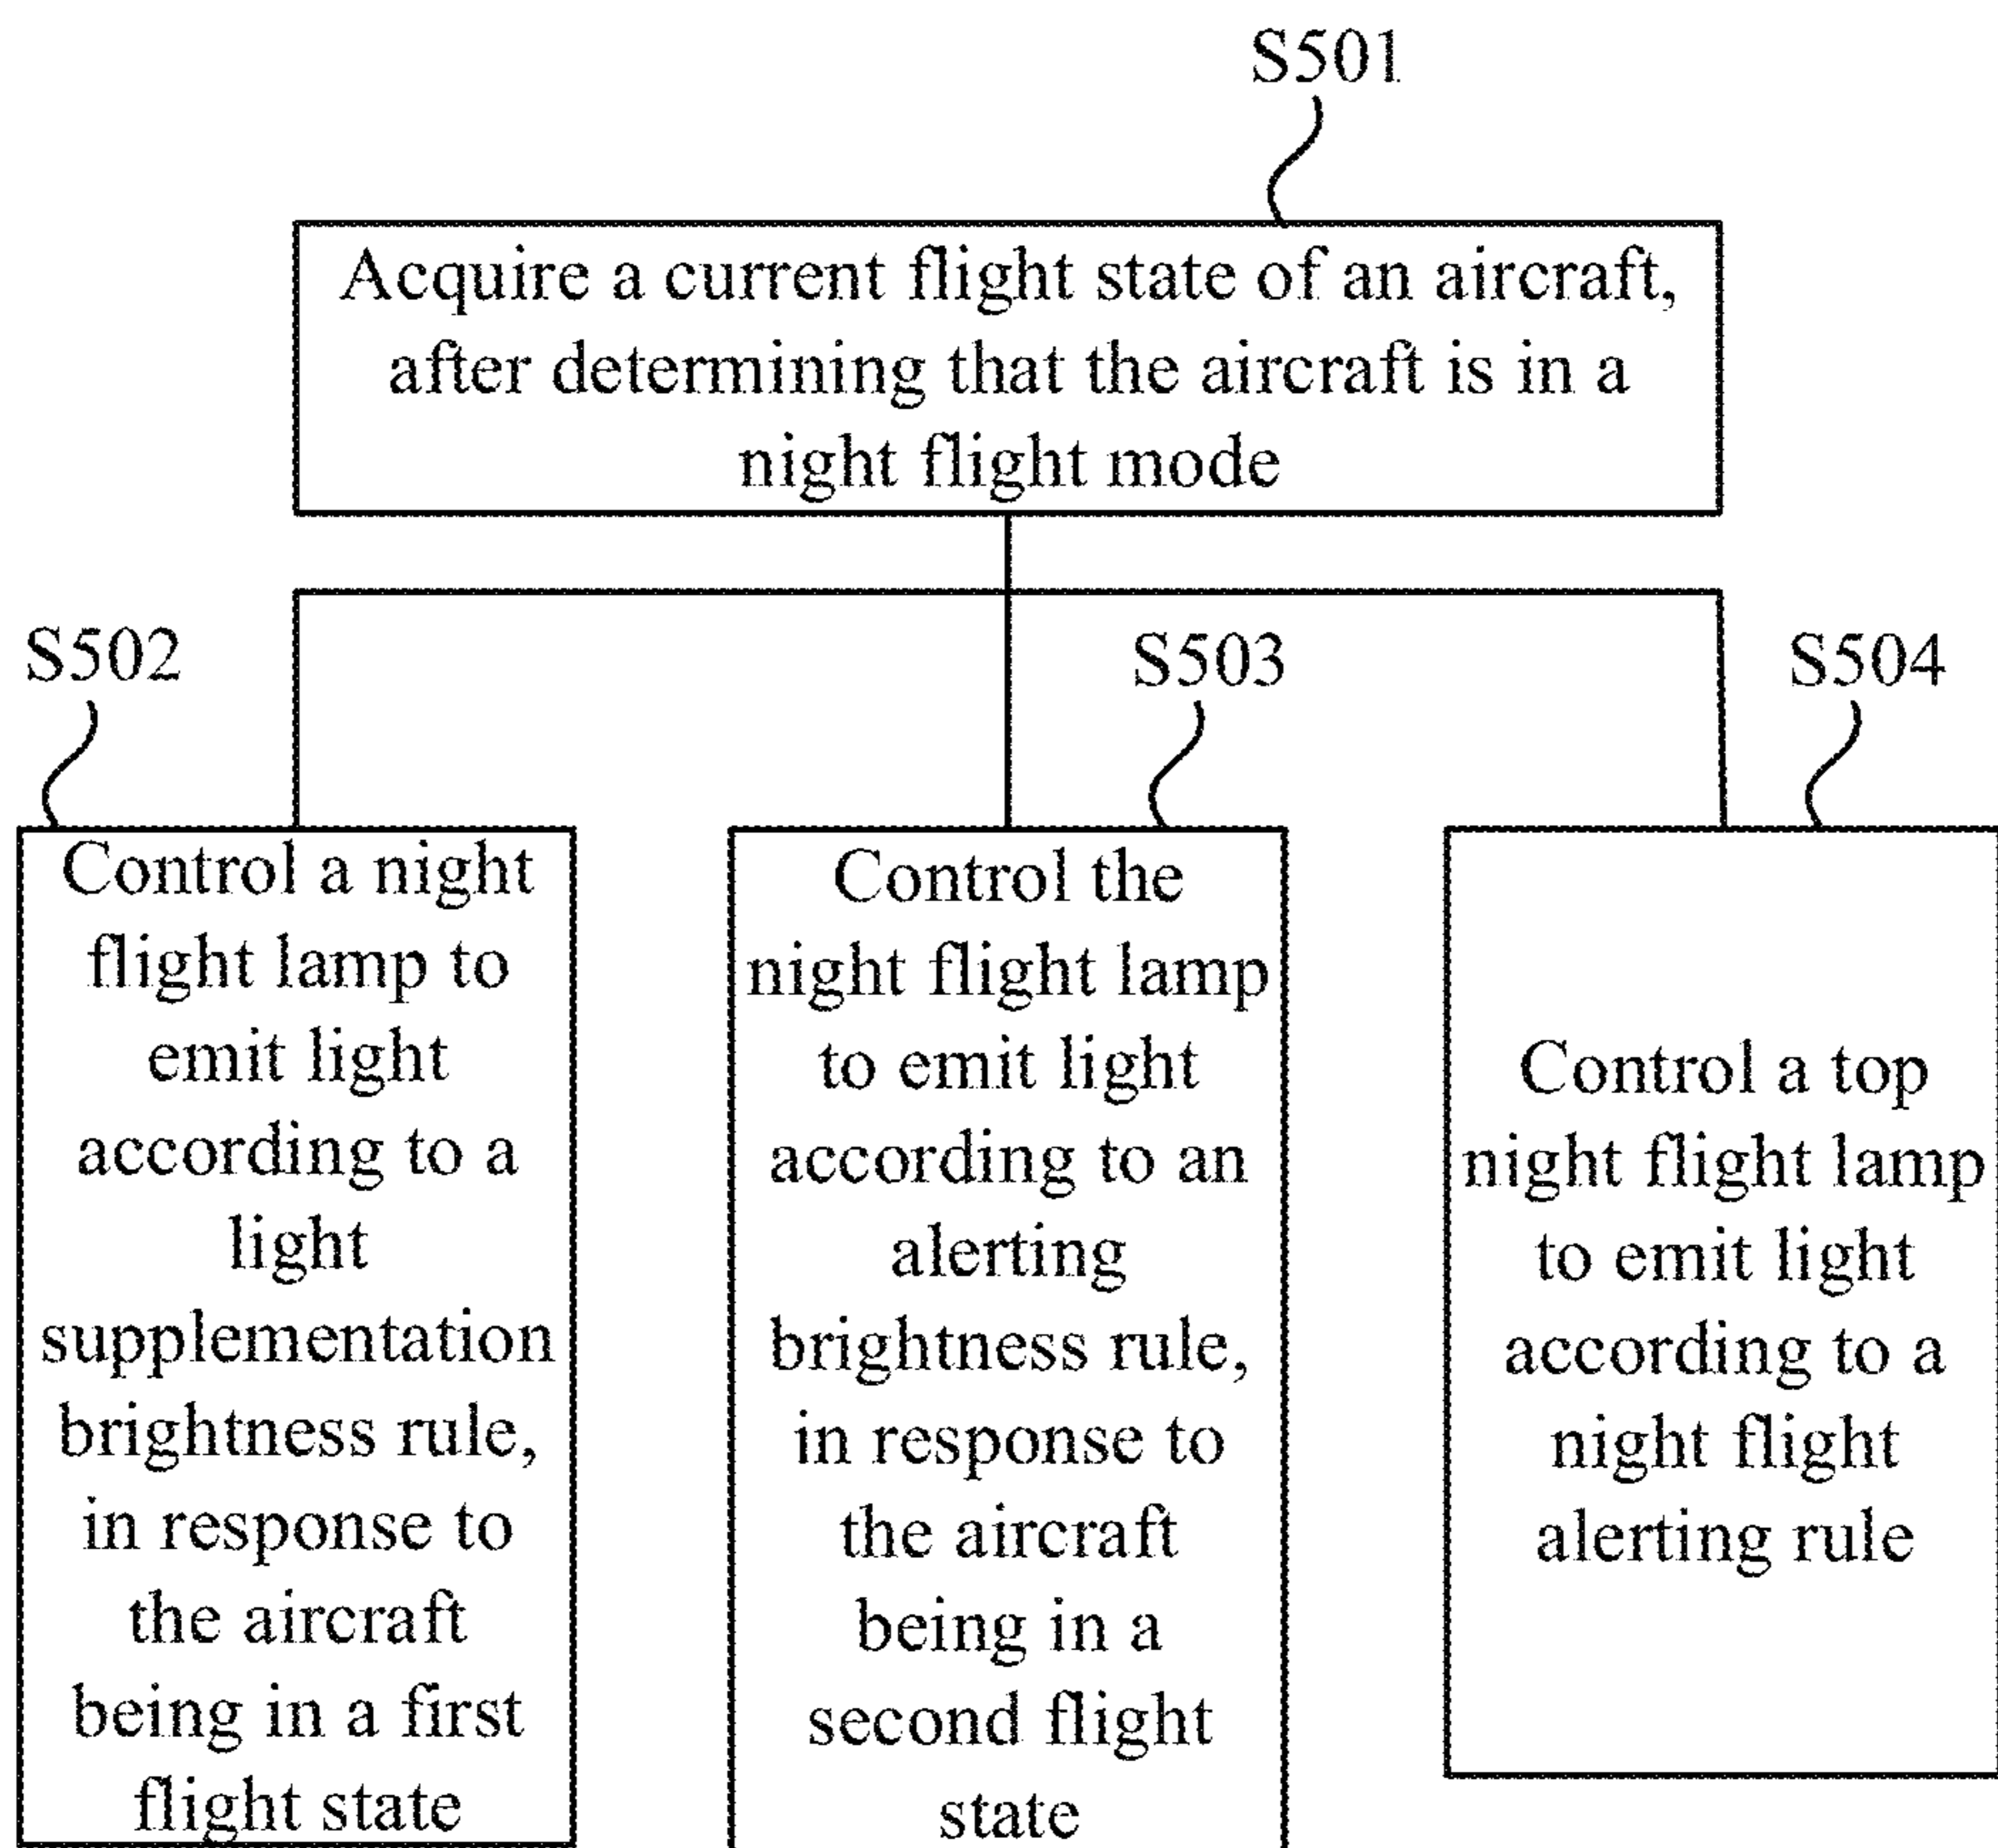 S501
Acquire a current flight state of an aircraft,
after determining that the aircraft is in a
night flight mode
S502
Control a night
flight lamp to
emit light
according to a
light
supplementation
brightness rule,
in response to
the aircraft
being in a first
flight state
S503
Control the
night flight lamp
to emit light
according to an
alerting
brightness rule,
in response to
the aircraft
being in a
second flight
state
S504
Control a top
night flight lamp
to emit light
according to a
night flight
alerting rule